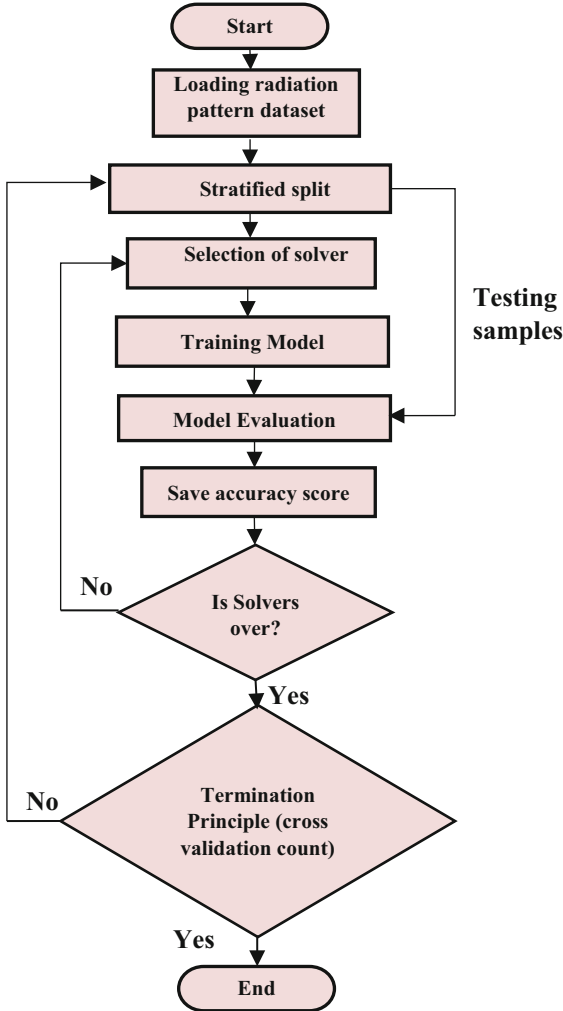 Start
Loading radiation
pattern dataset
Stratified split
Selection of solver
Testing
samples
Training Model
Model Evaluation
Save accuracy score
No
Is Solvers
over?
Yes
No
Termination
Principle (cross
validation count)
Yes
End